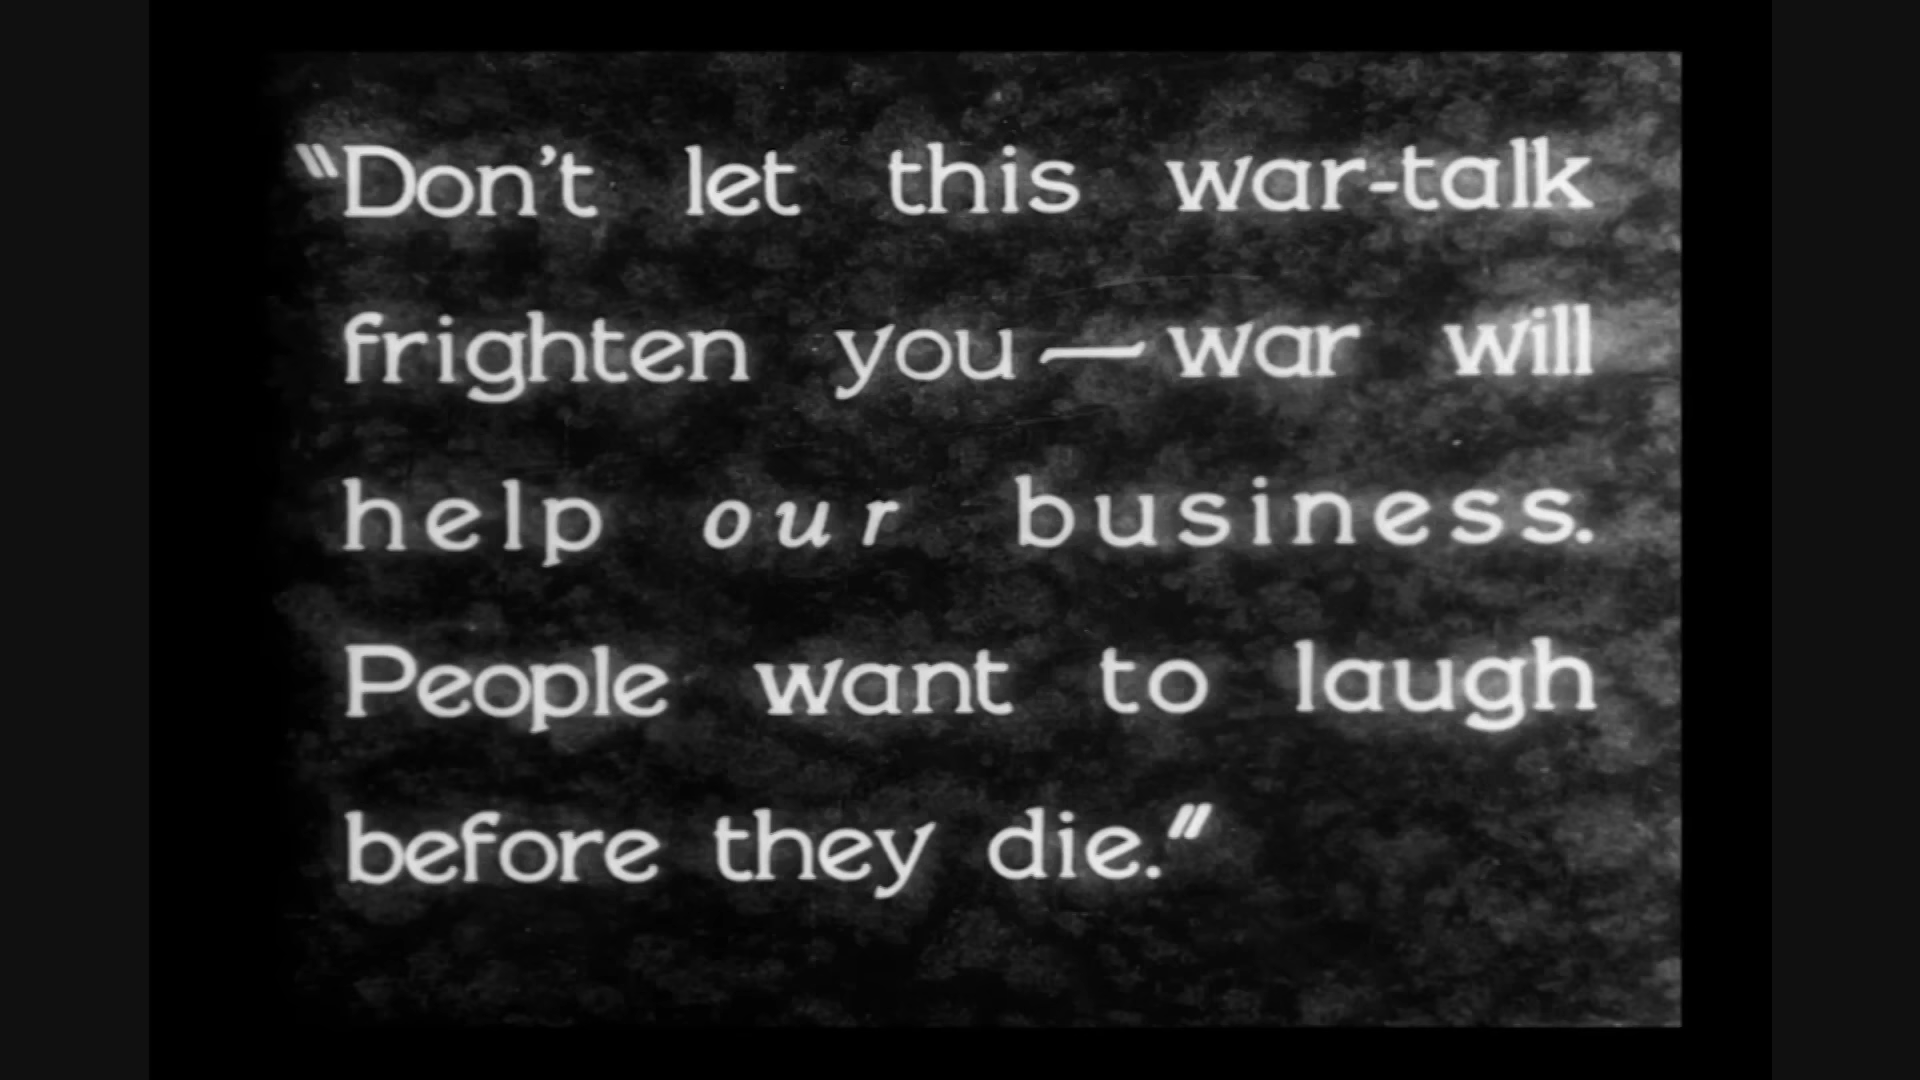 “Don’t let this war-talk
frighten you — war will
help our business.
People want to laugh
before they die.”